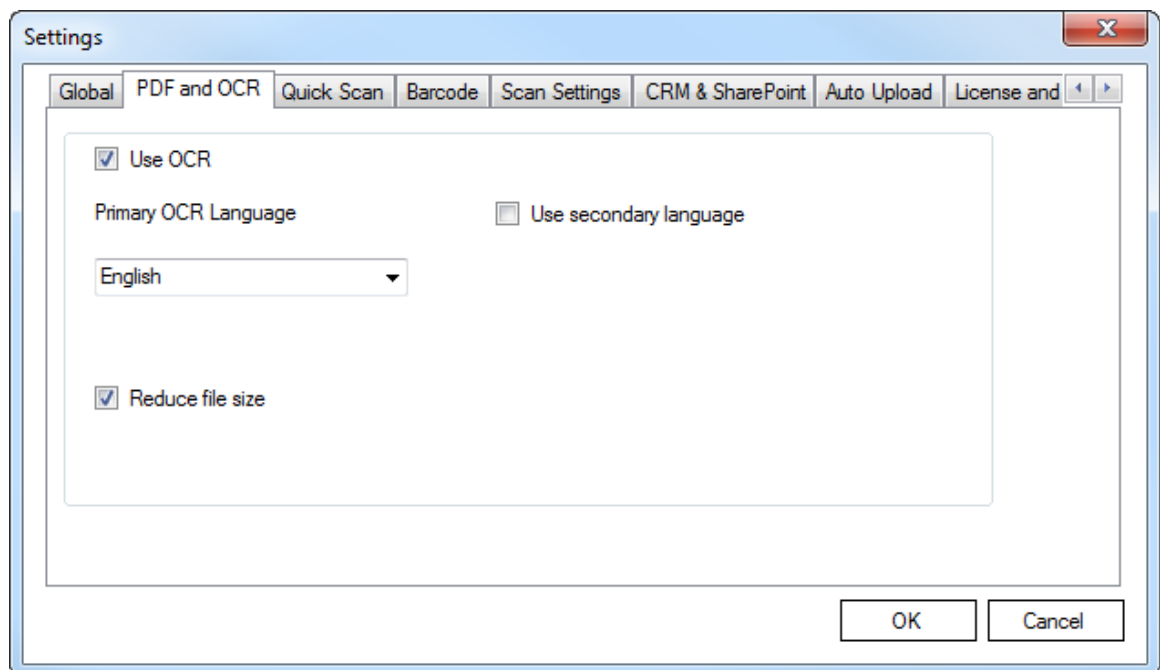 Settings
Global PDF and OCR Quick Scan Barcode Scan Settings CRM & SharePoint Auto Upload License and
Use OCR
Primary OCR Language Use secondary language
English
Reduce file size
OK Cancel